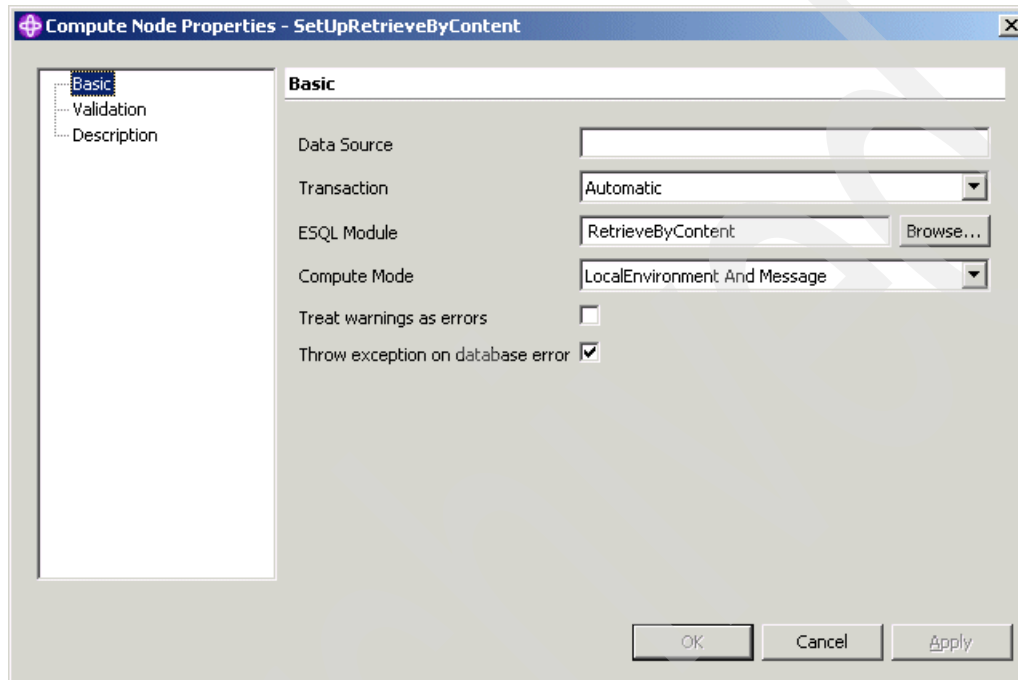 Compute Node Properties - SetUpRetrieveByContent
Basic
Validation
Description
Basic
Data Source
Transaction
Automatic
ESQL Module
RetrieveByContent
Browse...
Compute Mode
LocalEnvironment And Message
Treat warnings as errors
Throw exception on database error
OK
Cancel
Apply